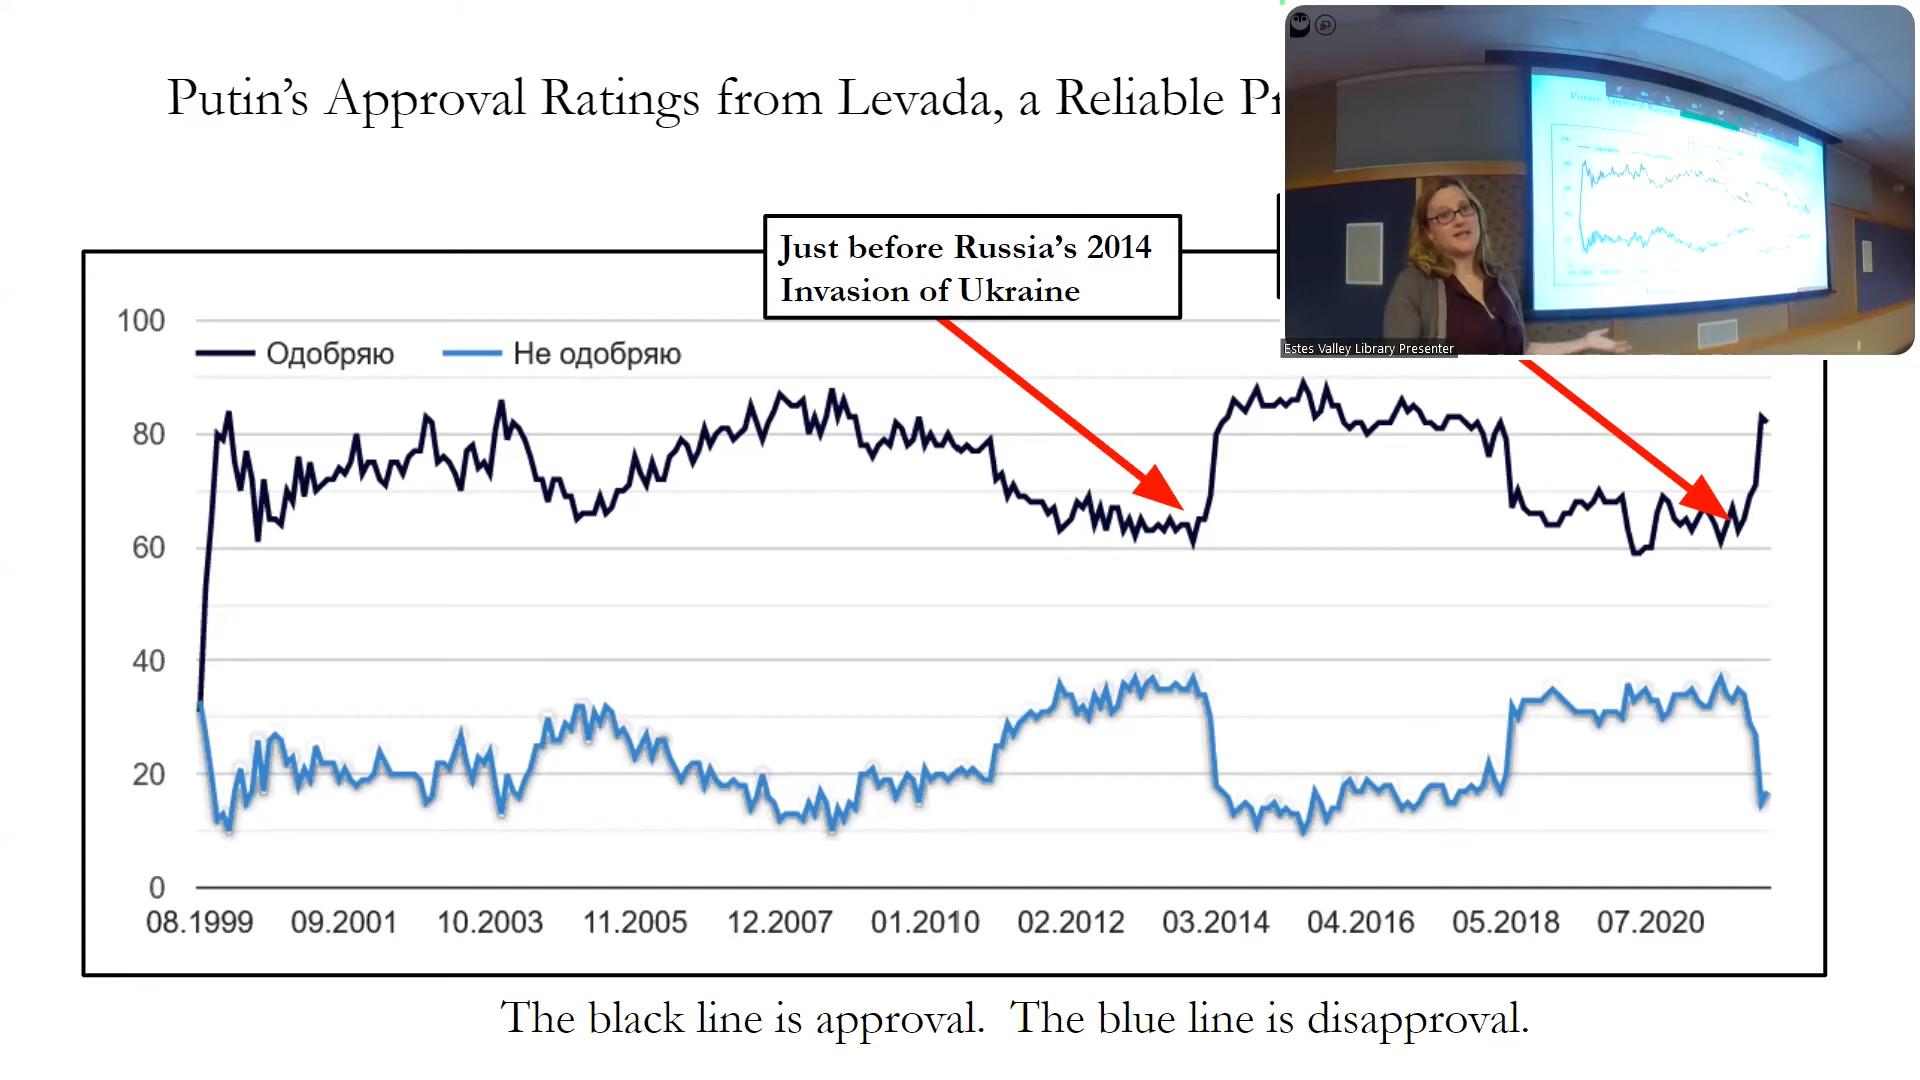 Putin’s Approval Ratings from Levada, a Reliable
Just before Russia’s 2014
Invasion of Ukraine
Estes Valley Library Presenter
100
Одобряю
Не одобряю
80
60
40
20
0
08.1999 09.2001 10.2003 11.2005 12.2007 01.2010 02.2012 03.2014 04.2016 05.2018 07.2020
The black line is approval. The blue line is disapproval.